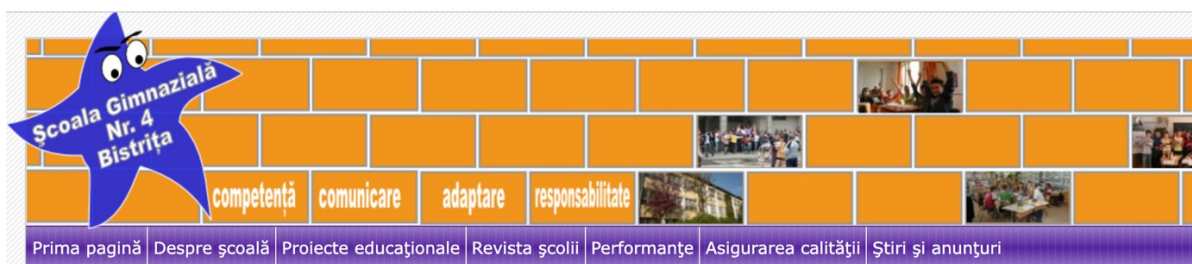 Şcoala Gimnazială
Nr. 4
Bistriţa
competenţă comunicare adaptare responsabilitate
Prima pagină Despre şcoală Proiecte educaţionale Revista şcolii Performanţe Asigurarea calităţii Ştiri şi anunţuri